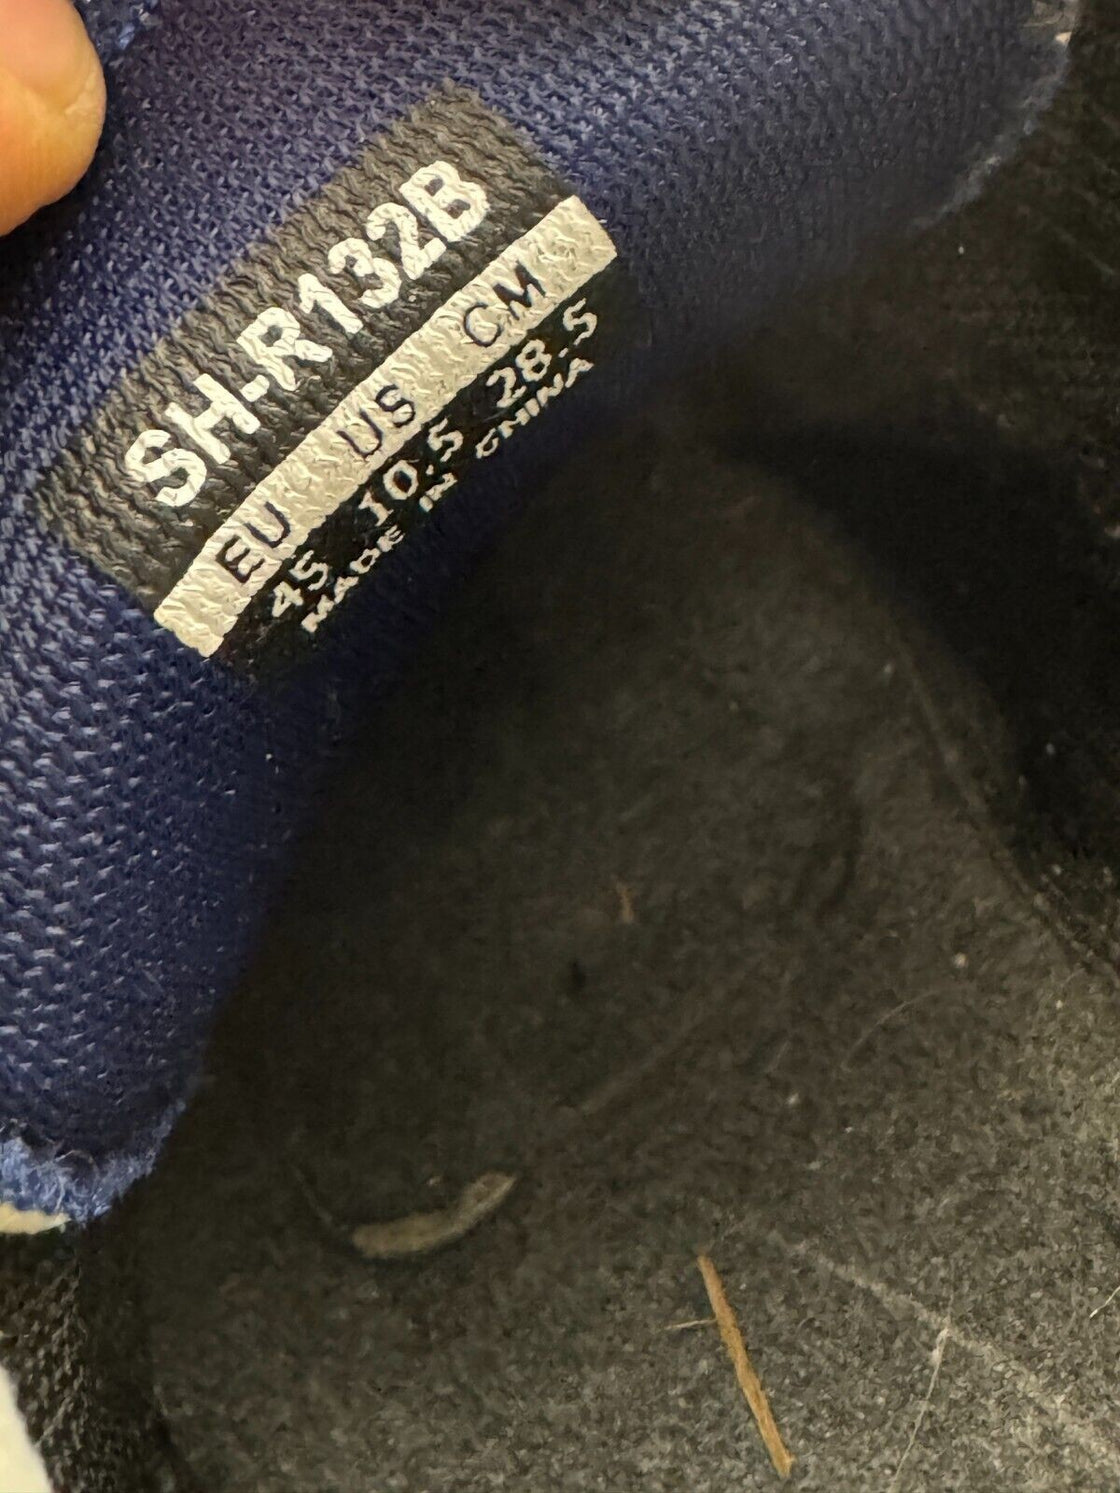 SH-R132B
EU US CM
45 10.5 28.5
MADE IN CHINA